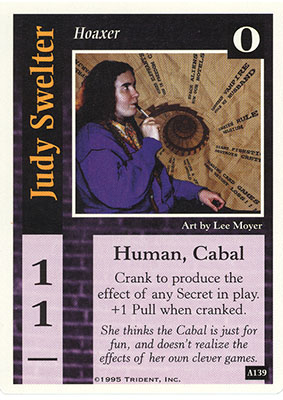 Judy Swelter
Hoaxer
O
Art by Lee Moyer
1
1
—
Human, Cabal
Crank to produce the
effect of any Secret in play.
+1 Pull when cranked.
She thinks the Cabal is just for
fun, and doesn't realize the
effects of her own clever games.
©1995 TRIDENT, INC.
A139